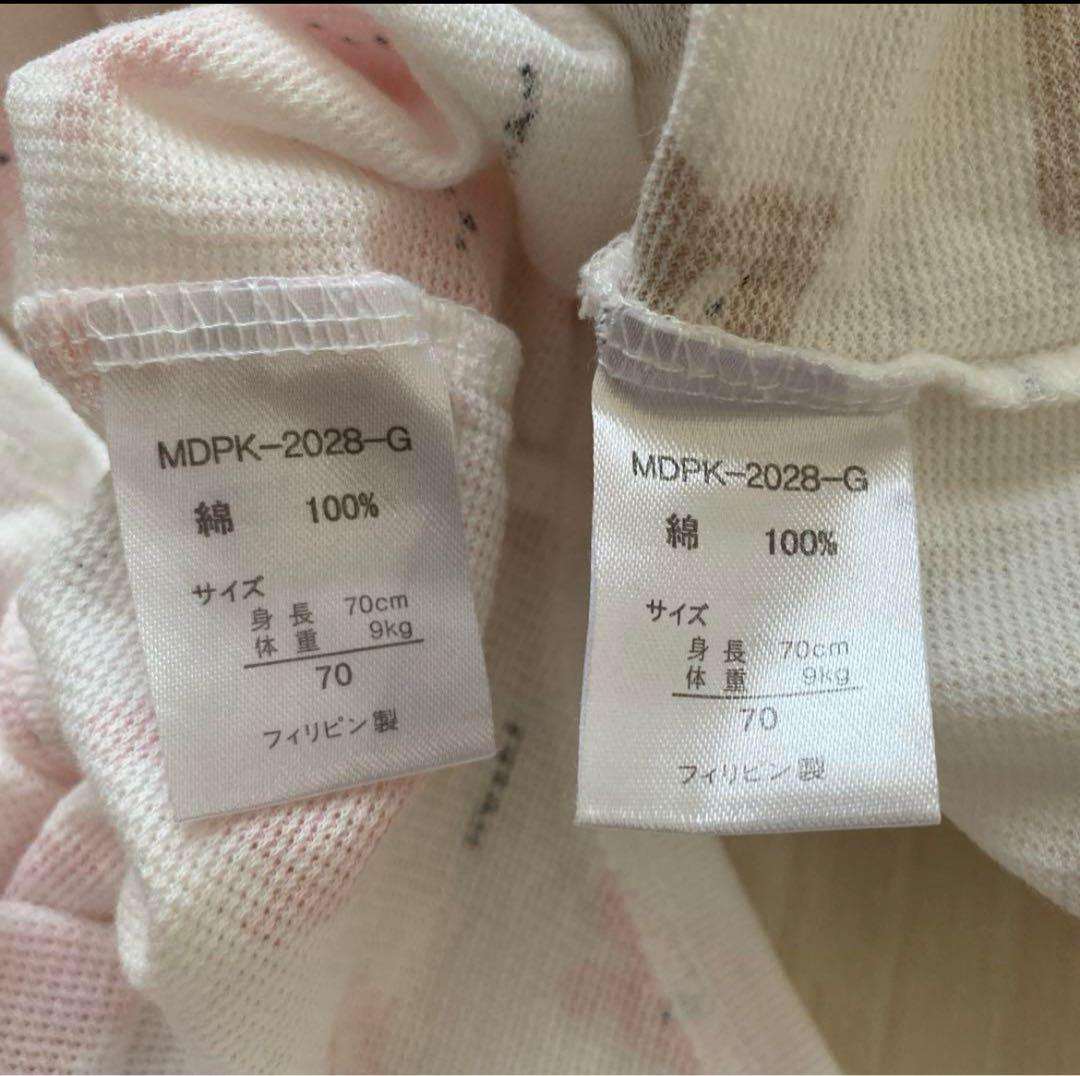 MDPK-2028-G
綿 100%
サイズ
身長 70cm
体重 9kg
70
フィリピン製
MDPK-2028-G
綿 100%
サイズ
身長 70cm
体重 9kg
70
フィリピン製